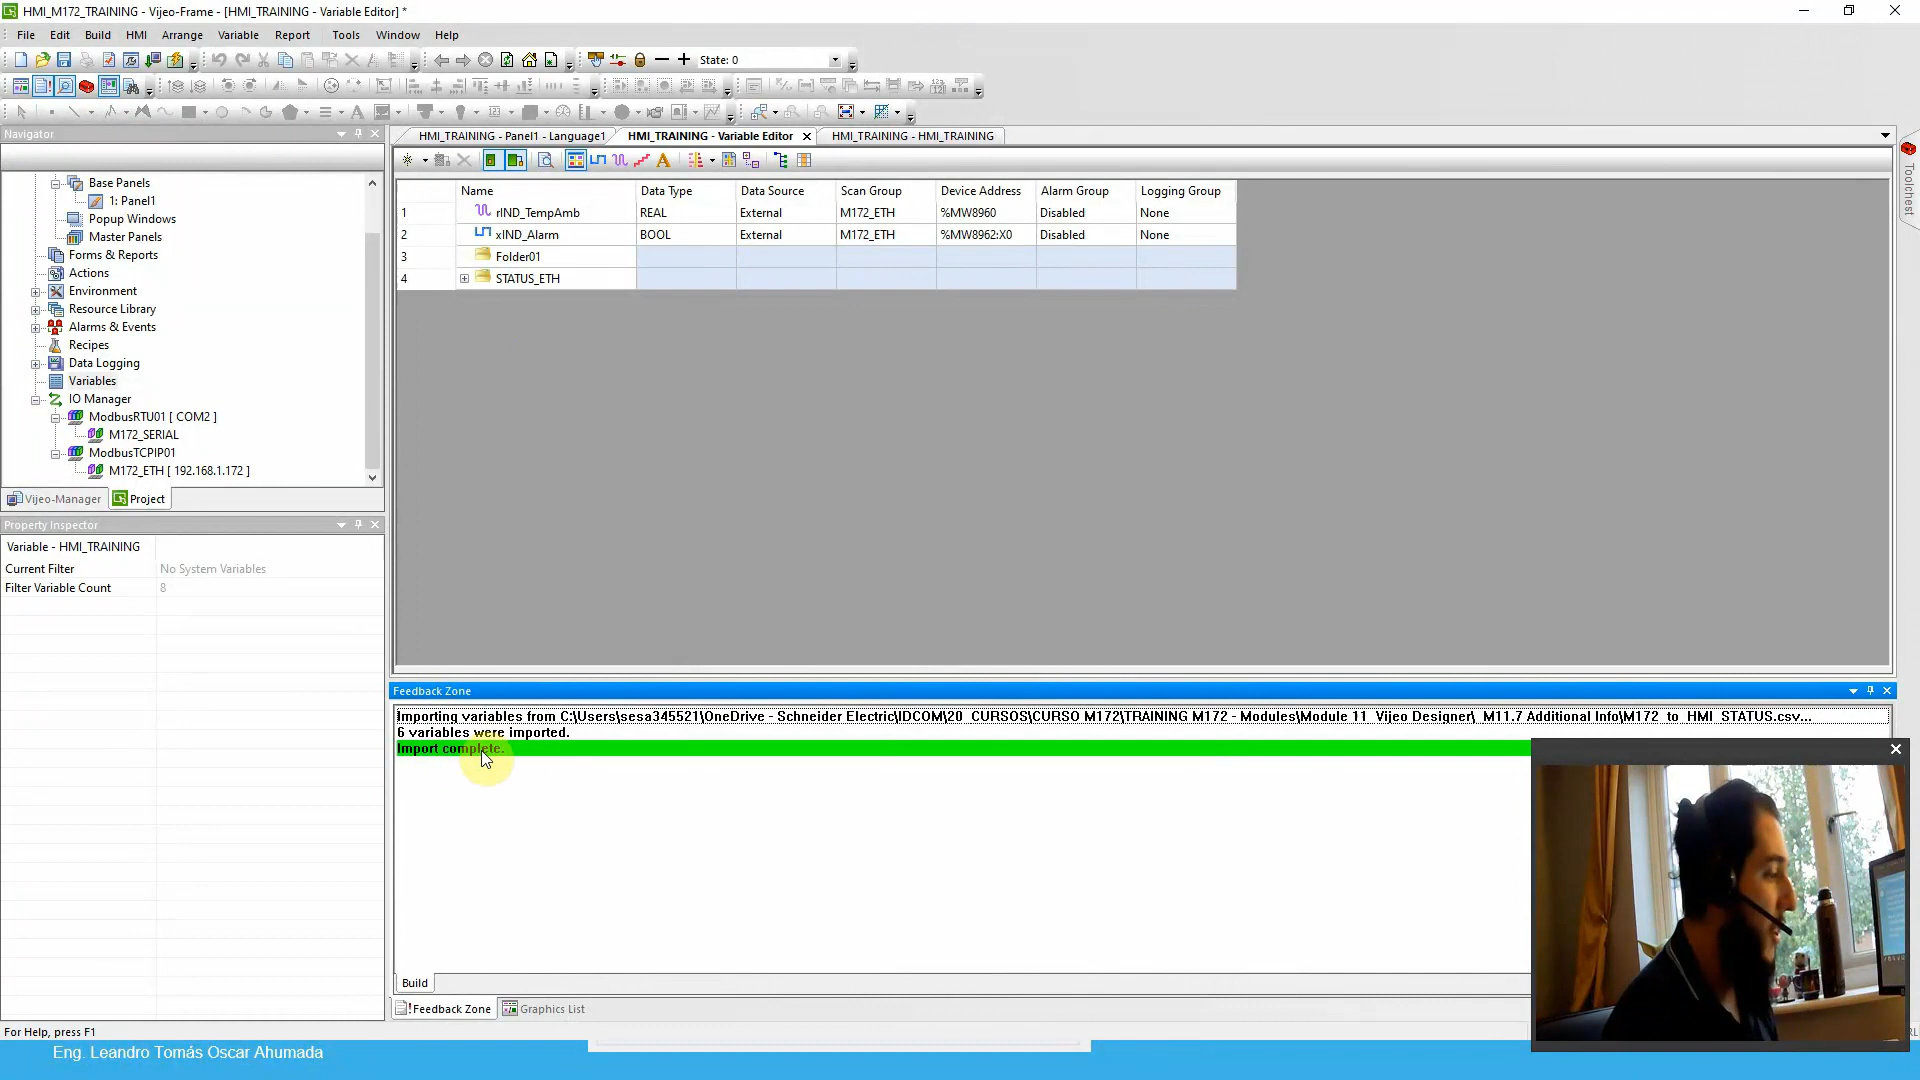 HMI_M172_TRAINING - Vijeo-Frame - [HMI_TRAINING - Variable Editor] *
File Edit Build HMI Arrange Variable Report Tools Window Help
State: 0
Navigator
Base Panels
1: Panel1
Popup Windows
Master Panels
Forms & Reports
Actions
Environment
Resource Library
Alarms & Events
Recipes
Data Logging
Variables
IO Manager
ModbusRTU01 [ COM2 ]
M172_SERIAL
ModbusTCPIP01
M172_ETH [ 192.168.1.172 ]
Vijeo-Manager Project
Property Inspector
Variable - HMI_TRAINING
Current Filter No System Variables
Filter Variable Count 8
HMI_TRAINING - Panel1 - Language1 HMI_TRAINING - Variable Editor HMI_TRAINING - HMI_TRAINING
Name Data Type Data Source Scan Group Device Address Alarm Group Logging Group
1 rIND_TempAmb REAL External M172_ETH %MW8960 Disabled None
2 xIND_Alarm BOOL External M172_ETH %MW8962:X0 Disabled None
3 Folder01
4 STATUS_ETH
Toolchest
Feedback Zone
Importing variables from C:\Users\sesa345521\OneDrive - Schneider Electric\IDCOM\20_CURSOS\CURSO M172\TRAINING M172 - Modules\Module 11_Vijeo Designer\_M11.7 Additional Info\M172_to_HMI_STATUS.csv...
6 variables were imported.
Import complete.
Build
Feedback Zone Graphics List
For Help, press F1
Eng. Leandro Tomás Oscar Ahumada